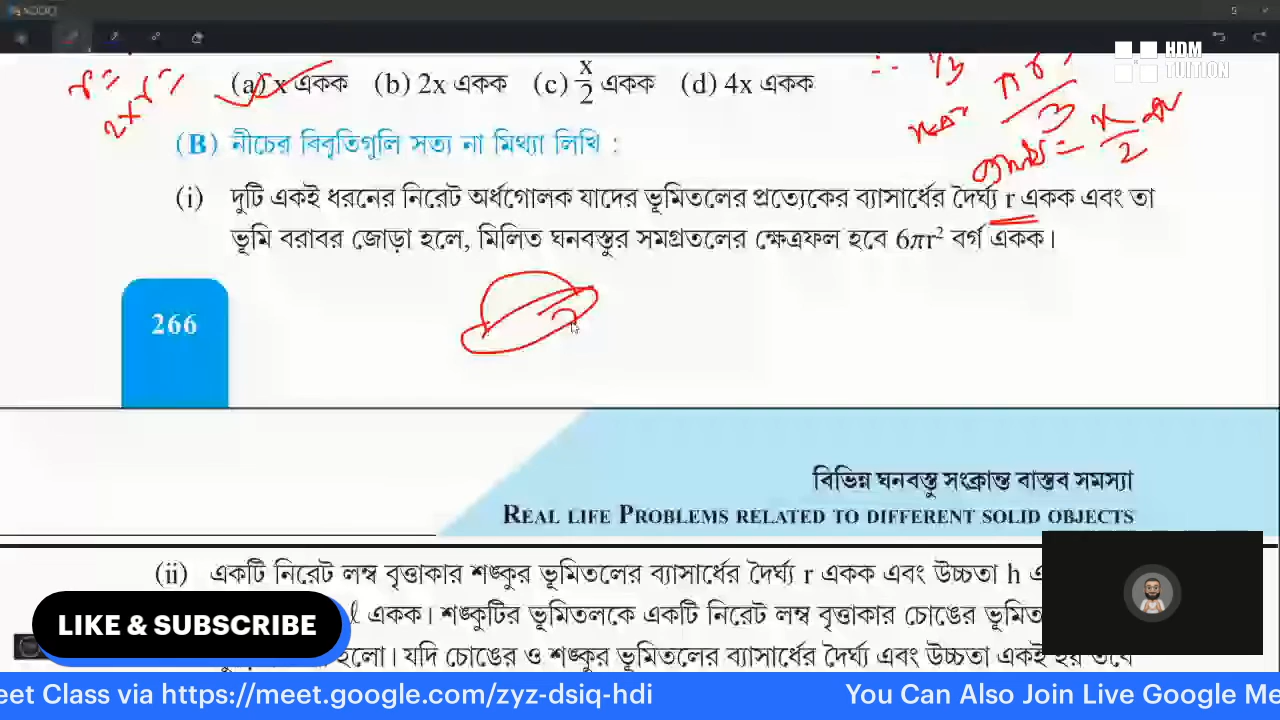 HDM
TUITION
(a) x একক (b) 2x একক (c) x/2 একক (d) 4x একক
(B) নীচের বিবৃতিগুলি সত্য না মিথ্যা লিখি :
(i) দুটি একই ধরনের নিরেট অর্ধগোলক যাদের ভূমিতলের প্রত্যেকের ব্যাসার্ধের দৈর্ঘ্য r একক এবং তা
ভূমি বরাবর জোড়া হলে, মিলিত ঘনবস্তুর সমগ্রতলের ক্ষেত্রফল হবে 6πr² বর্গ একক।
266
বিভিন্ন ঘনবস্তু সংক্রান্ত বাস্তব সমস্যা
REAL LIFE PROBLEMS RELATED TO DIFFERENT SOLID OBJECTS
(ii) একটি নিরেট লম্ব বৃত্তাকার শঙ্কুর ভূমিতলের ব্যাসার্ধের দৈর্ঘ্য r একক এবং উচ্চতা h
ℓ একক। শঙ্কুটির ভূমিতলকে একটি নিরেট লম্ব বৃত্তাকার চোঙের
হলো। যদি চোঙের ও শঙ্কুর ভূমিতলের ব্যাসার্ধের দৈর্ঘ্য এবং উচ্চতা একই হয় তবে
LIKE & SUBSCRIBE
eet Class via https://meet.google.com/zyz-dsiq-hdi You Can Also Join Live Google Me